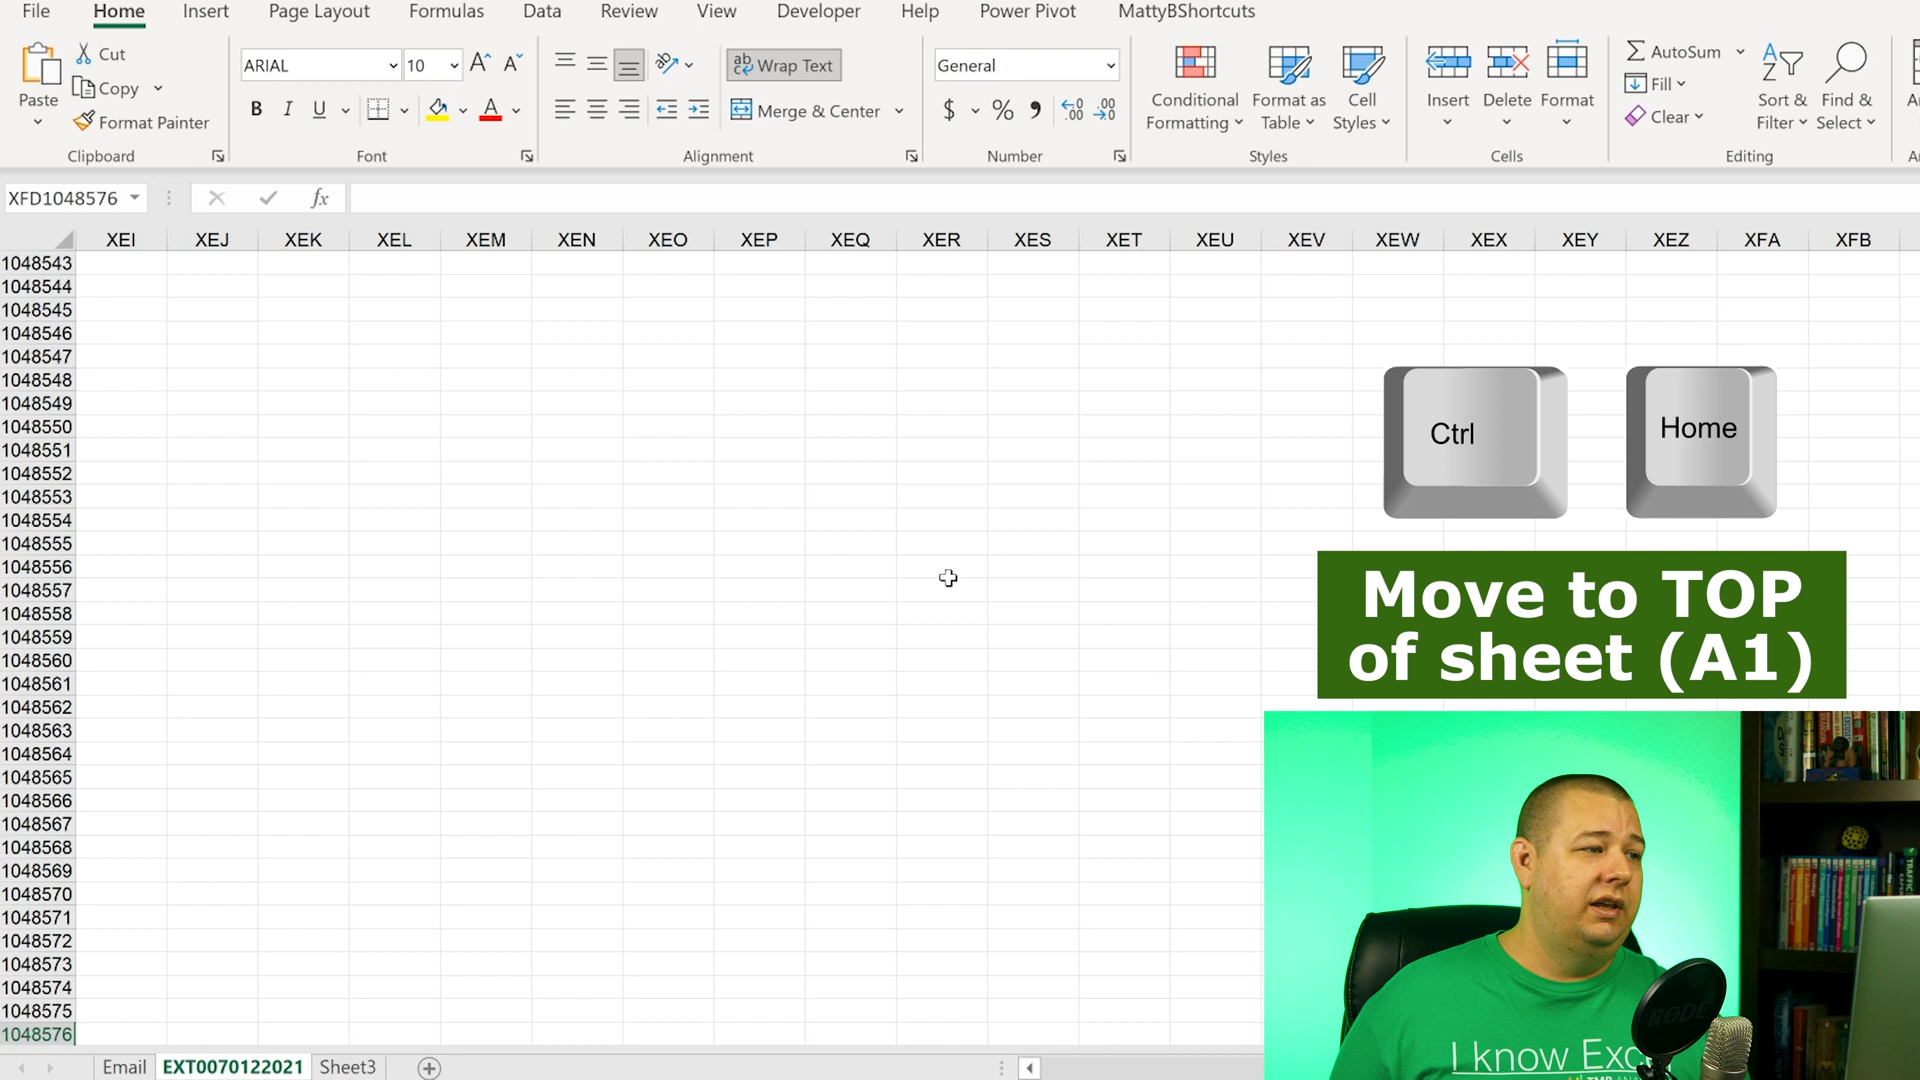 File Home Insert Page Layout Formulas Data Review View Developer Help Power Pivot MattyBShortcuts
Paste
Cut
Copy
Format Painter
Clipboard
ARIAL 10
B I U
A
Font
Wrap Text
Merge & Center
Alignment
General
$ % ,
Number
Conditional Formatting
Format as Table
Cell Styles
Styles
Insert Delete Format
Cells
AutoSum
Fill
Clear
Sort & Filter
Find & Select
Editing
XFD1048576 fx
XEI XEJ XEK XEL XEM XEN XEO XEP XEQ XER XES XET XEU XEV XEW XEX XEY XEZ XFA XFB
1048543
1048544
1048545
1048546
1048547
1048548
1048549
1048550
1048551
1048552
1048553
1048554
1048555
1048556
1048557
1048558
1048559
1048560
1048561
1048562
1048563
1048564
1048565
1048566
1048567
1048568
1048569
1048570
1048571
1048572
1048573
1048574
1048575
1048576
Ctrl Home
Move to TOP
of sheet (A1)
RODE
I know Exc
Email EXT0070122021 Sheet3